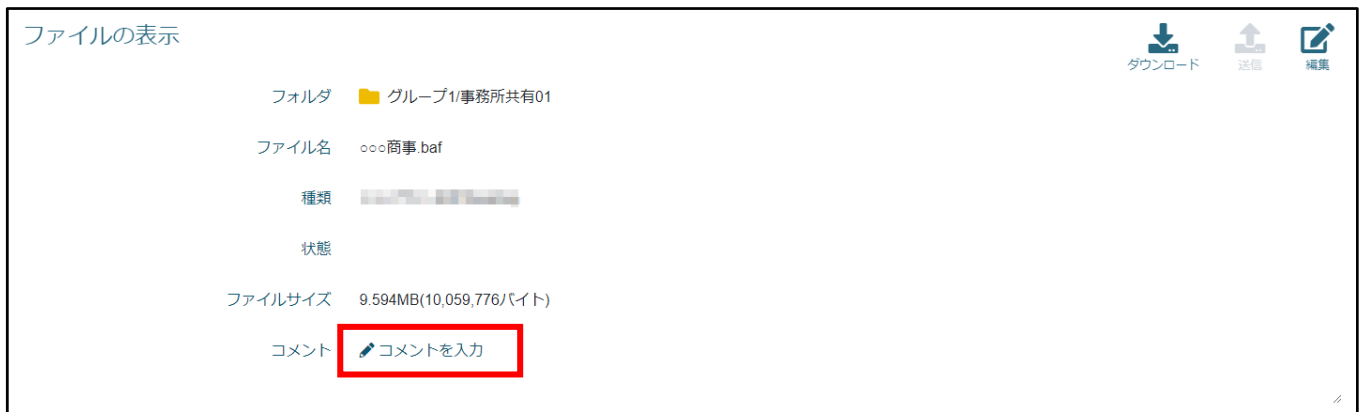 ファイルの表示
ダウンロード 送信 編集
フォルダ グループ1/事務所共有01
ファイル名 ○○○商事.baf
種類
状態
ファイルサイズ 9.594MB(10,059,776バイト)
コメント コメントを入力